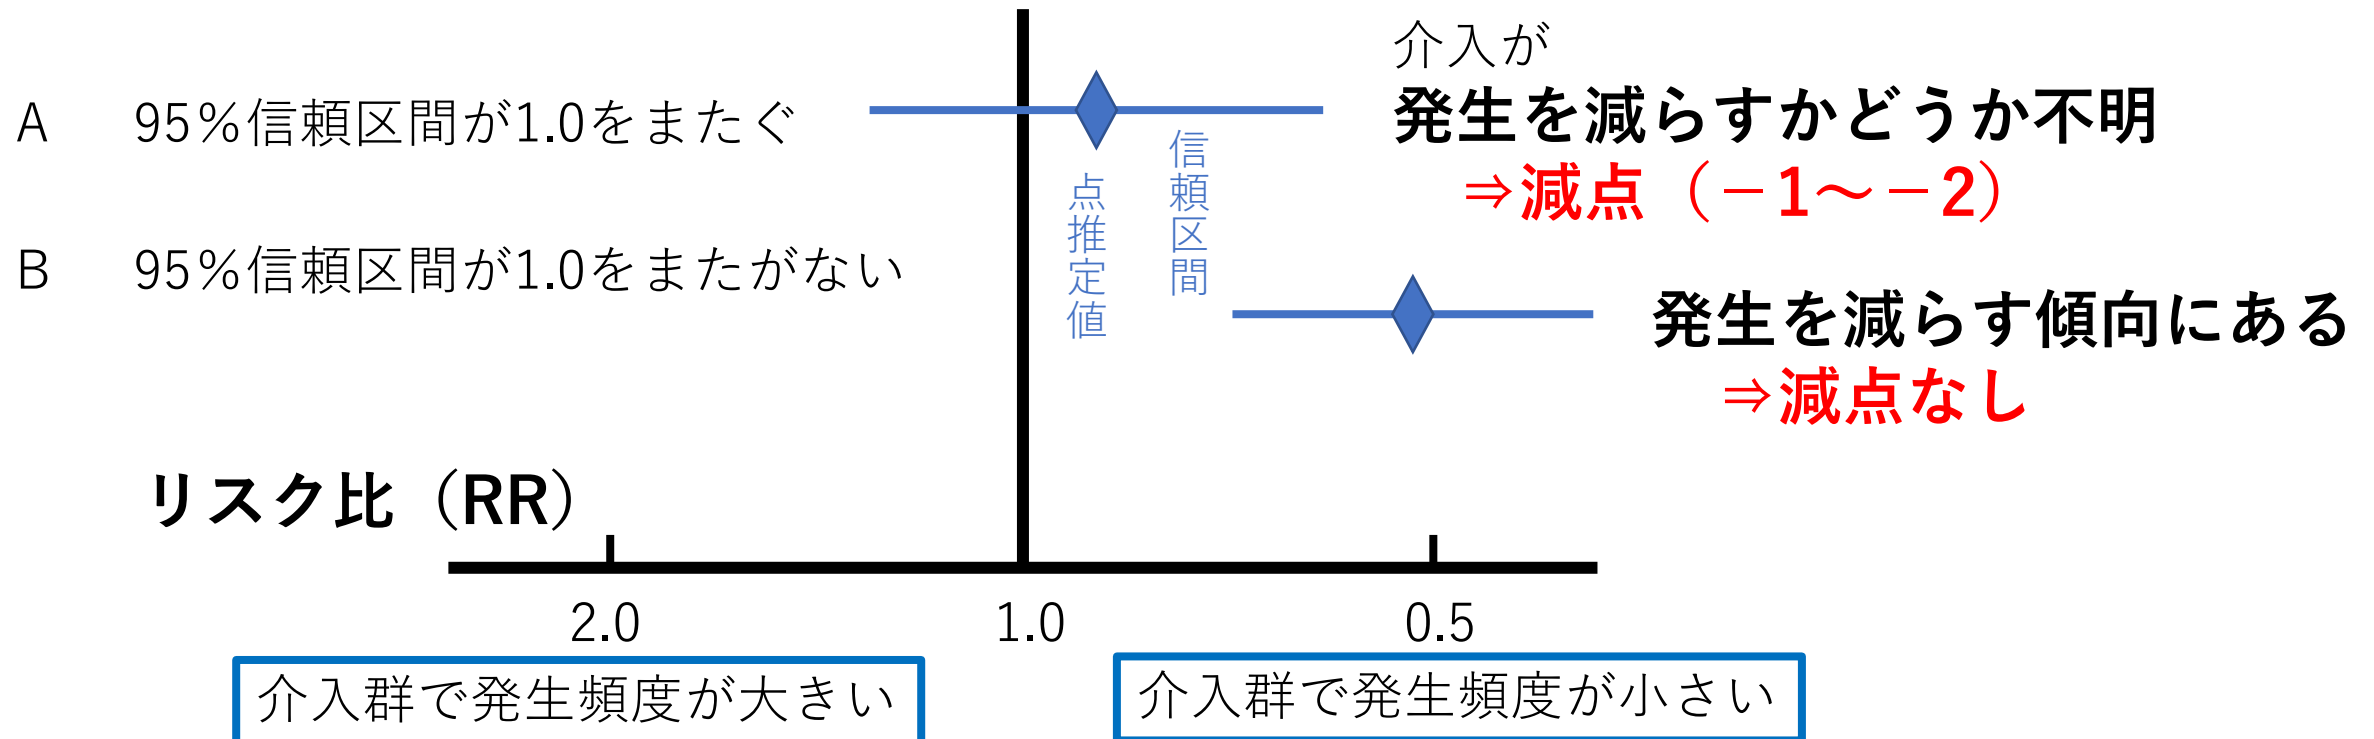 介入が
A 95%信頼区間が1.0をまたぐ
発生を減らすかどうか不明
⇒減点（－1～－2）
信頼区間
点推定値
B 95%信頼区間が1.0をまたがない
発生を減らす傾向にある
⇒減点なし
リスク比（RR）
2.0 1.0 0.5
介入群で発生頻度が大きい
介入群で発生頻度が小さい